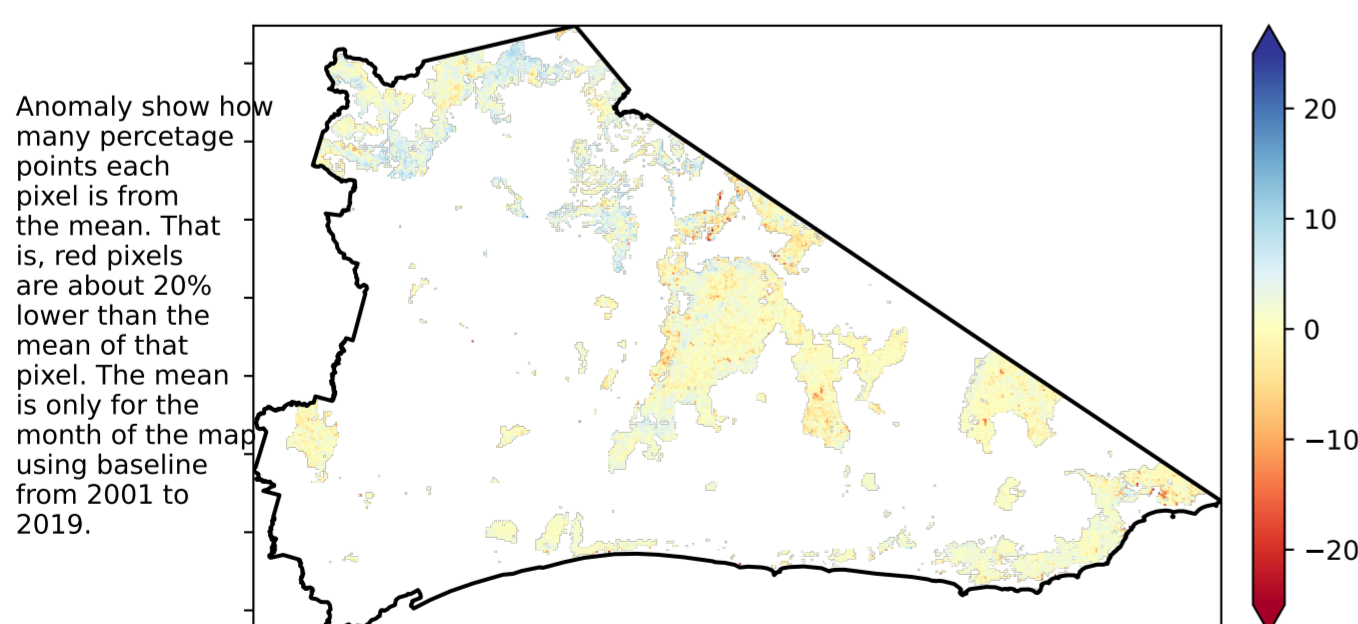 Anomaly show how
many percetage
points each
pixel is from
the mean. That
is, red pixels
are about 20%
lower than the
mean of that
pixel. The mean
is only for the
month of the map
using baseline
from 2001 to
2019.
20
10
0
−10
−20